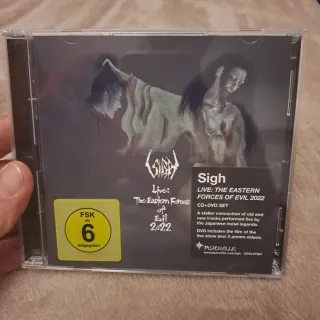 Sigh
Live:
The Eastern Forces
of
Evil
2022
FSK
ab
6
freigegeben
Sigh
LIVE: THE EASTERN
FORCES OF EVIL 2022
CD+DVD SET
A stellar concoction of old and
new tracks performed live by
the Japanese metal legends.
DVD includes the film of the
live show plus 3 promo videos.
PEACEVILLE